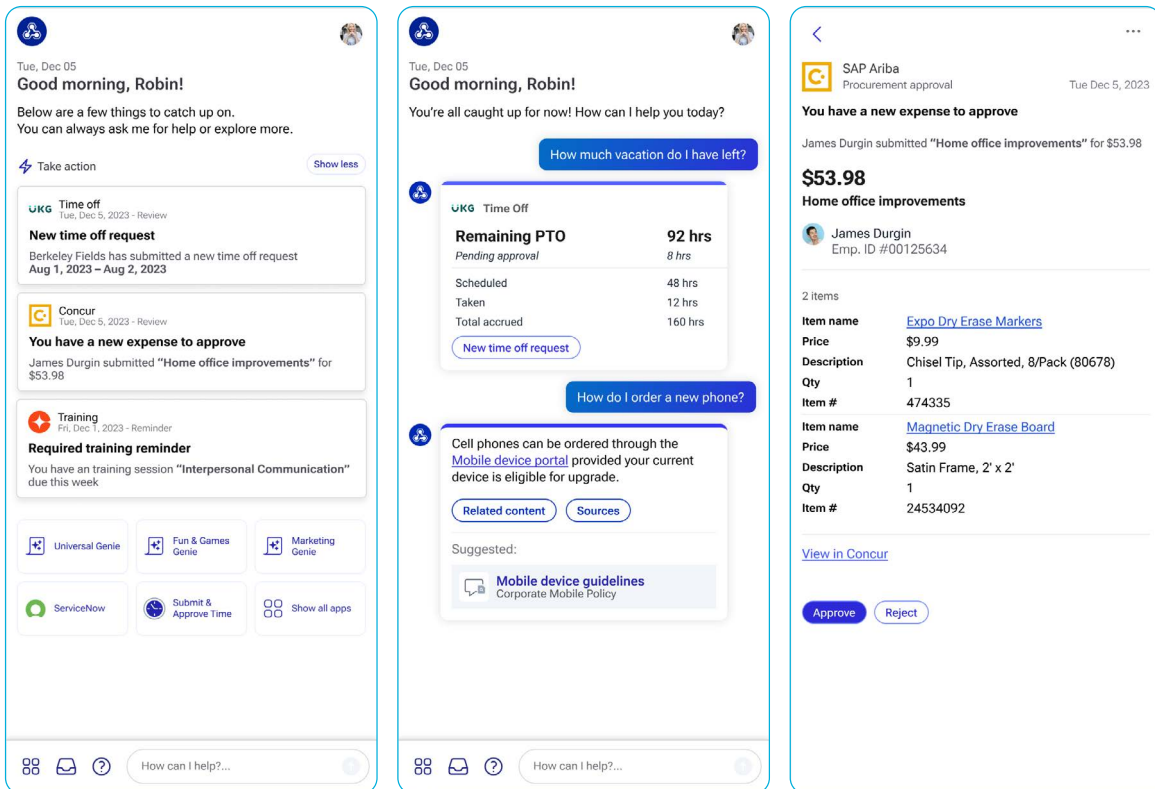 Tue, Dec 05
Good morning, Robin!
Below are a few things to catch up on.
You can always ask me for help or explore more.
Take action
Show less
UKG Time off
Tue, Dec 5, 2023 - Review
New time off request
Berkeley Fields has submitted a new time off request
Aug 1, 2023 – Aug 2, 2023
Concur
Tue, Dec 5, 2023 - Review
You have a new expense to approve
James Durgin submitted "Home office improvements" for
$53.98
Training
Fri, Dec 1, 2023 - Reminder
Required training reminder
You have an training session "Interpersonal Communication"
due this week
Universal Genie
Fun & Games
Genie
Marketing
Genie
ServiceNow
Submit &
Approve Time
Show all apps
How can I help?...
Tue, Dec 05
Good morning, Robin!
You're all caught up for now! How can I help you today?
How much vacation do I have left?
UKG Time Off
Remaining PTO 92 hrs
Pending approval 8 hrs
Scheduled 48 hrs
Taken 12 hrs
Total accrued 160 hrs
New time off request
How do I order a new phone?
Cell phones can be ordered through the
Mobile device portal provided your current
device is eligible for upgrade.
Related content Sources
Suggested:
Mobile device guidelines
Corporate Mobile Policy
How can I help?...
SAP Ariba
Procurement approval Tue Dec 5, 2023
You have a new expense to approve
James Durgin submitted "Home office improvements" for $53.98
$53.98
Home office improvements
James Durgin
Emp. ID #00125634
2 items
Item name Expo Dry Erase Markers
Price $9.99
Description Chisel Tip, Assorted, 8/Pack (80678)
Qty 1
Item # 474335
Item name Magnetic Dry Erase Board
Price $43.99
Description Satin Frame, 2' x 2'
Qty 1
Item # 24534092
View in Concur
Approve Reject